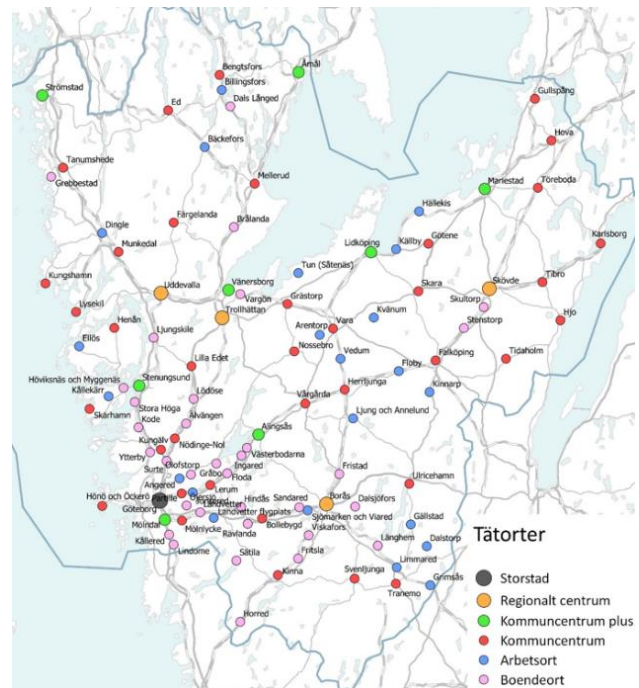 Åmål
Bengtsfors
Billingsfors
Dals Långed
Strömstad
Ed
Gullspång
Bäckefors
Hova
Tanumshede
Grebbestad
Mellerud
Mariestad
Töreboda
Hällekis
Färgelanda
Brålanda
Dingle
Munkedal
Lidköping
Källby
Götene
Karlsborg
Kungshamn
Tun (Såtenäs)
Skara
Skövde
Tibro
Uddevalla
Vänersborg
Vargön
Lysekil
Trollhättan
Grästorp
Kvänum
Skultorp
Stenstorp
Hjo
Henån
Arentorp
Vara
Ellös
Ljungskile
Nossebro
Vedum
Falköping
Tidaholm
Lilla Edet
Floby
Höviksnäs och Myggenäs
Stenungsund
Herrljunga
Kinnarp
Kållekärr
Lödöse
Vårgårda
Skärhamn
Stora Höga
Kode
Älvängen
Alingsås
Ljung och Annelund
Kungälv
Nödinge-Nol
Västerbodarna
Ytterby
Surte
Olofstorp
Gråbo
Ingared
Floda
Fristad
Ulricehamn
Angered
Lerum
Hönö och Öckerö
Göteborg
Hindås
Sandared
Borås
Dalsjöfors
Landvetter flygplats
Mölndal
Mölnlycke
Bollebygd
Sjömarken och Viared
Viskafors
Gällstad
Rävlanda
Kållered
Lindome
Sätila
Fritsla
Länghem
Dalstorp
Limmared
Kinna
Svenljunga
Tranemo
Grimsås
Horred
Tätorter
Storstad
Regionalt centrum
Kommuncentrum plus
Kommuncentrum
Arbetsort
Boendeort